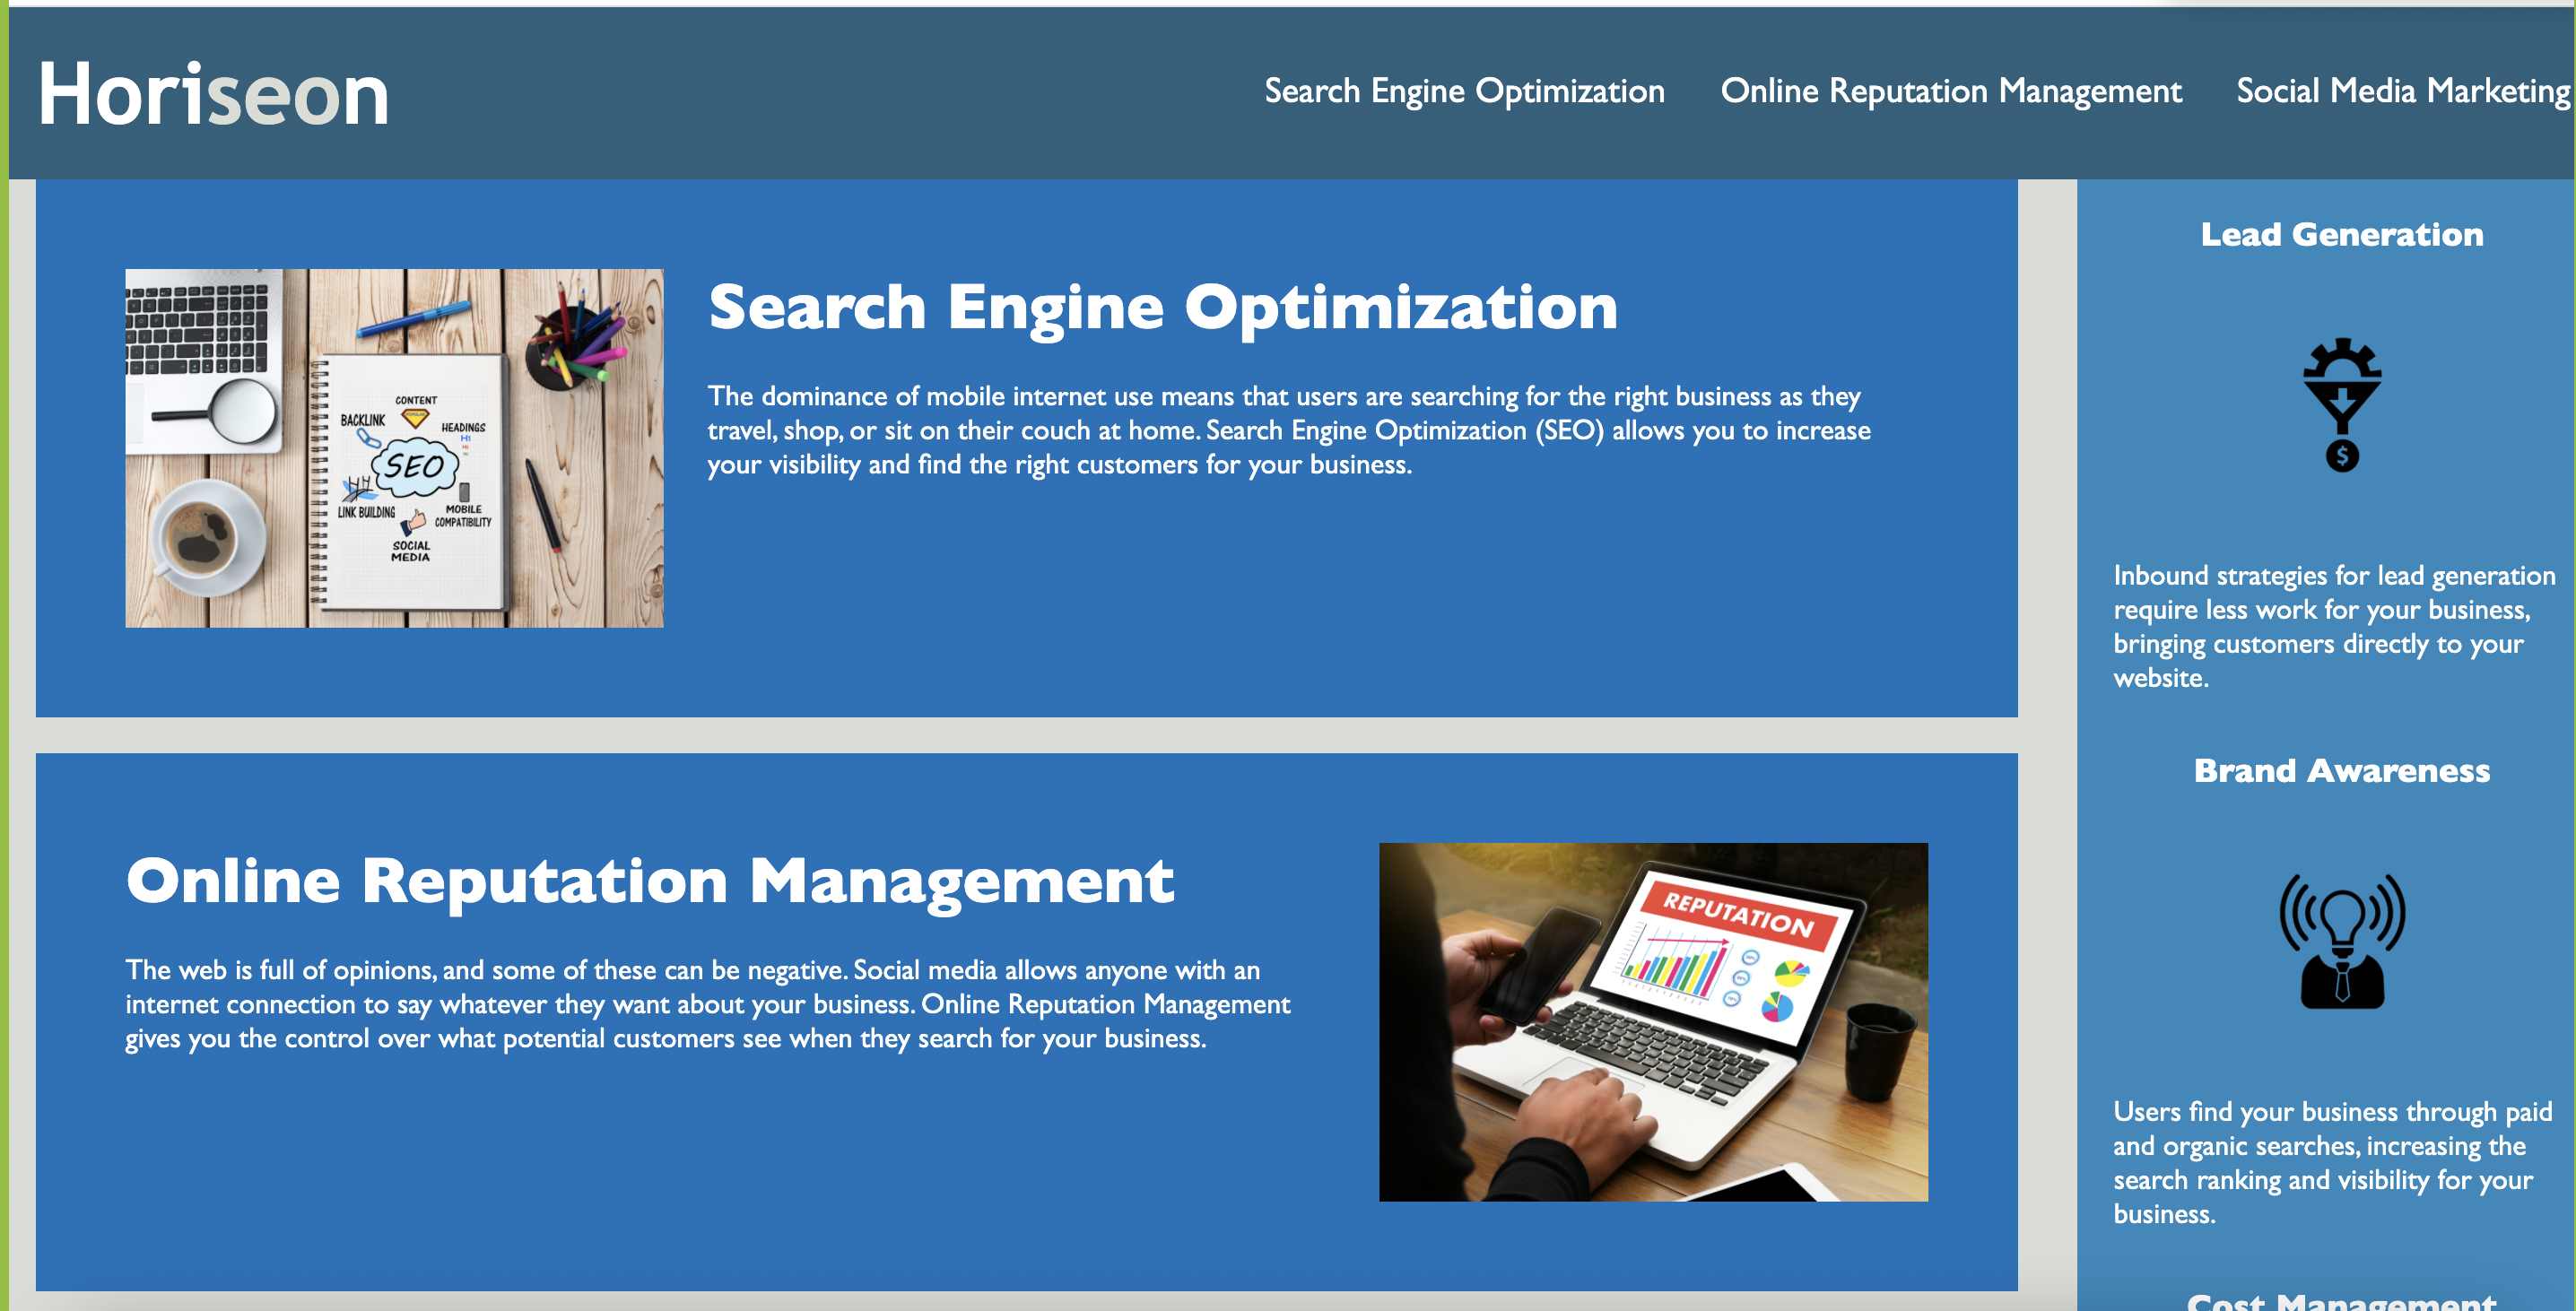 Horiseon
Search Engine Optimization
Online Reputation Management
Social Media Marketing
Search Engine Optimization
The dominance of mobile internet use means that users are searching for the right business as they
travel, shop, or sit on their couch at home. Search Engine Optimization (SEO) allows you to increase
your visibility and find the right customers for your business.
CONTENT
BACKLINK
HEADINGS
H1
SEO
LINK BUILDING
MOBILE
COMPATIBILITY
SOCIAL
MEDIA
Online Reputation Management
The web is full of opinions, and some of these can be negative. Social media allows anyone with an
internet connection to say whatever they want about your business. Online Reputation Management
gives you the control over what potential customers see when they search for your business.
REPUTATION
Lead Generation
$
Inbound strategies for lead generation
require less work for your business,
bringing customers directly to your
website.
Brand Awareness
Users find your business through paid
and organic searches, increasing the
search ranking and visibility for your
business.
Cost Management